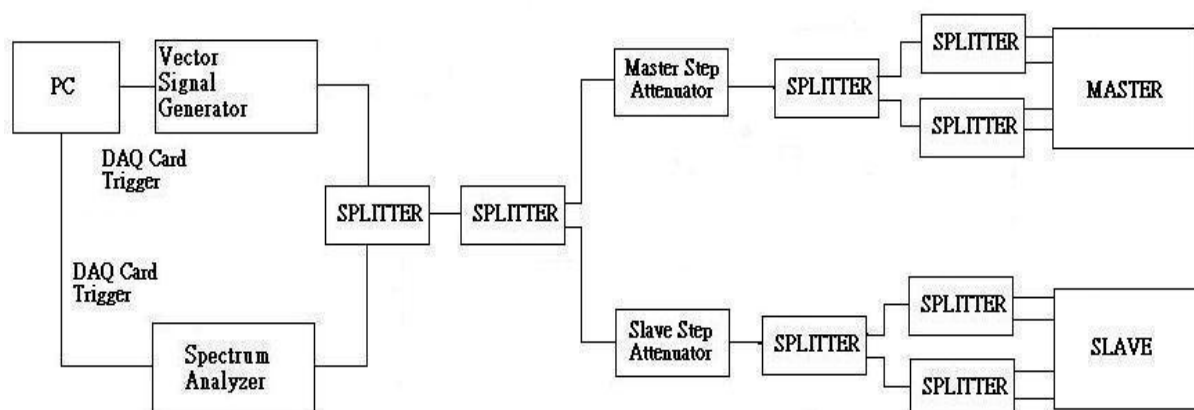 PC
Vector
Signal
Generator
DAQ Card
Trigger
DAQ Card
Trigger
Spectrum
Analyzer
SPLITTER
SPLITTER
Master Step
Attenuator
SPLITTER
SPLITTER
SPLITTER
MASTER
Slave Step
Attenuator
SPLITTER
SPLITTER
SPLITTER
SLAVE